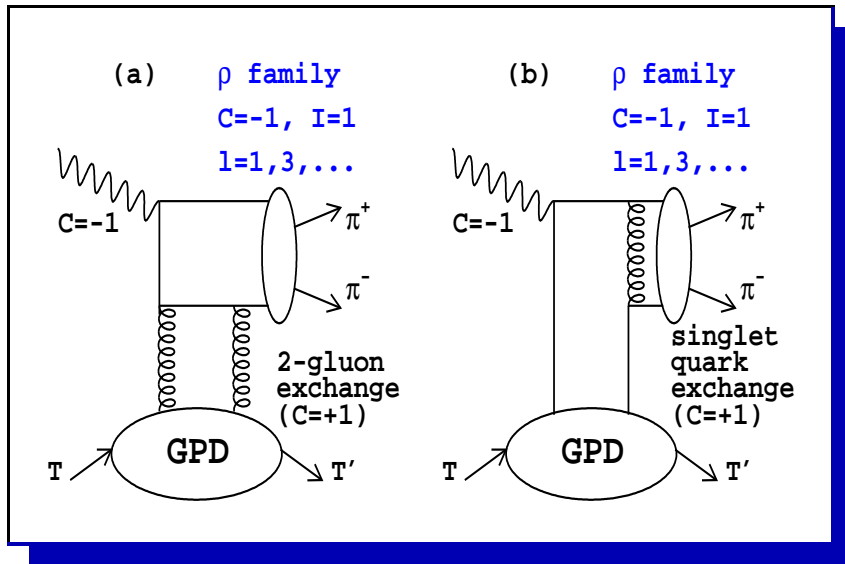 (a) ρ family
C=-1, I=1
l=1,3,...
C=-1
π+
π-
2-gluon
exchange
(C=+1)
GPD
T
T′
(b) ρ family
C=-1, I=1
l=1,3,...
C=-1
π+
π-
singlet
quark
exchange
(C=+1)
GPD
T
T′